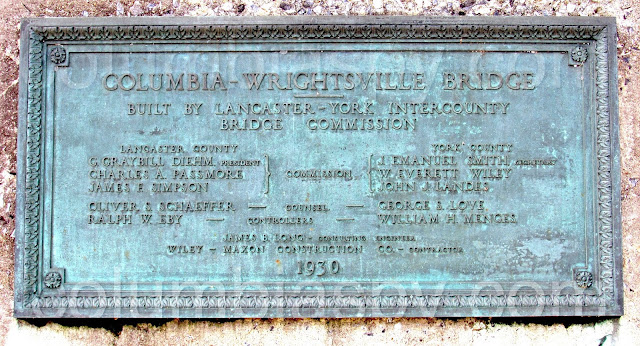 COLUMBIA-WRIGHTSVILLE BRIDGE
BUILT BY LANCASTER-YORK INTERCOUNTY
BRIDGE COMMISSION
LANCASTER COUNTY
G. GRAYBILL DIEHM PRESIDENT
CHARLES A. PASSMORE
JAMES F. SIMPSON
COMMISSION
YORK COUNTY
J. EMANUEL SMITH SECRETARY
W. EVERETT WILEY
JOHN J. LANDES
OLIVER S. SCHAEFFER — COUNSEL — GEORGE S. LOVE
RALPH W. EBY — CONTROLLERS — WILLIAM H. MENGES
JAMES B. LONG - CONSULTING ENGINEER
WILEY - MAXON CONSTRUCTION CO. - CONTRACTOR
1930
columbiaspy.com